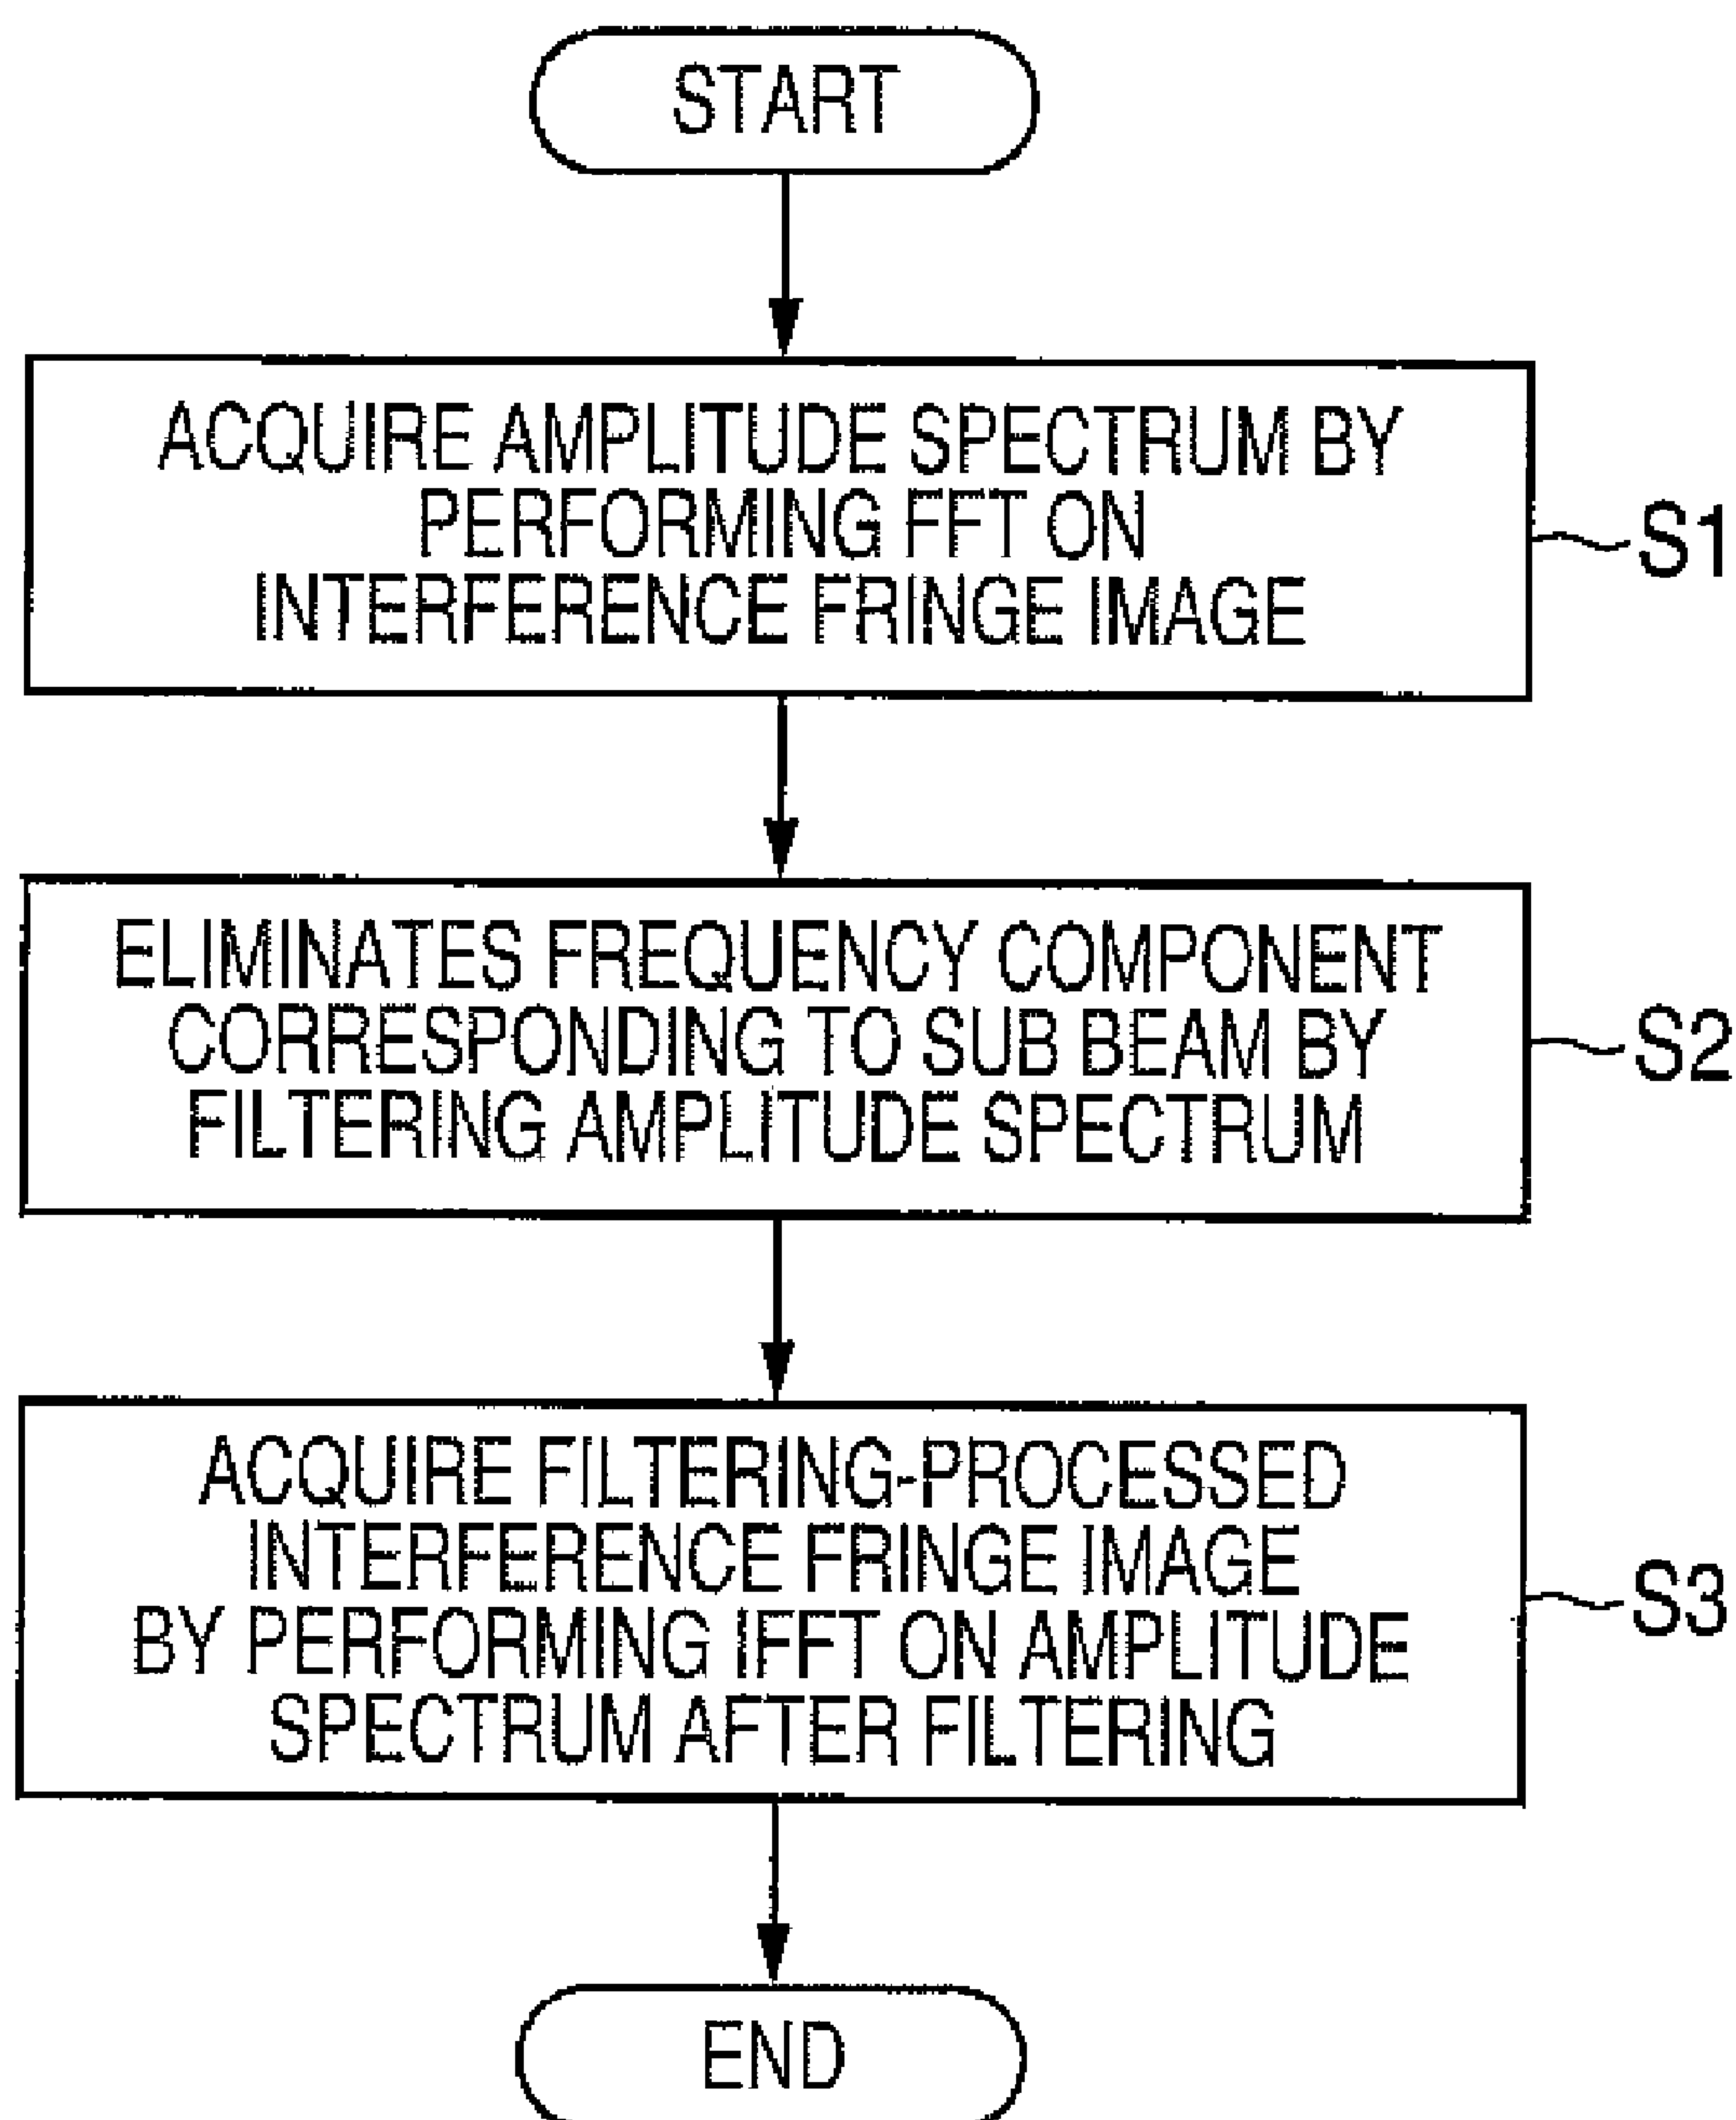 START
ACQUIRE AMPLITUDE SPECTRUM BY
PERFORMING FFT ON
INTERFERENCE FRINGE IMAGE
S1
ELIMINATES FREQUENCY COMPONENT
CORRESPONDING TO SUB BEAM BY
FILTERING AMPLITUDE SPECTRUM
S2
ACQUIRE FILTERING-PROCESSED
INTERFERENCE FRINGE IMAGE
BY PERFORMING IFFT ON AMPLITUDE
SPECTRUM AFTER FILTERING
S3
END